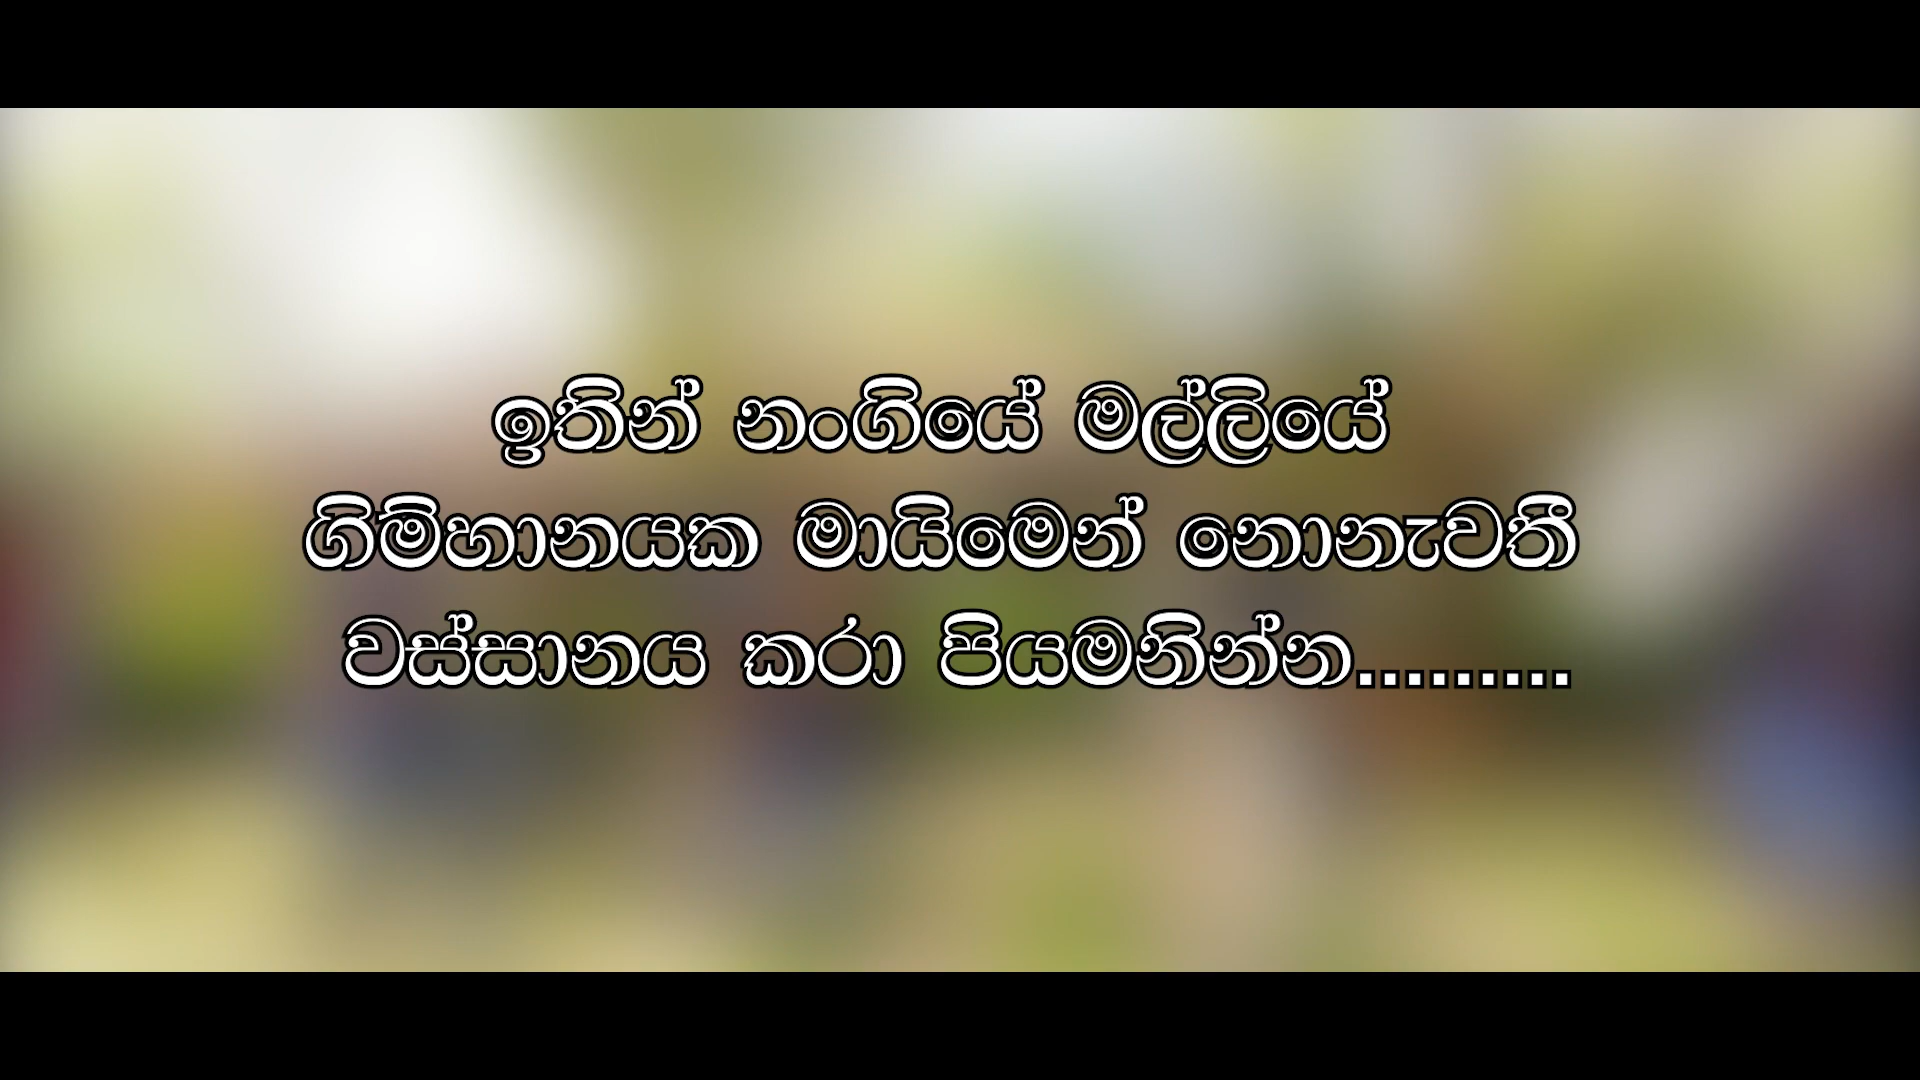 ඉතින් නංගියේ මල්ලියේ
ගිම්හානයක මායිමෙන් නොනැවතී
වස්සානය කරා පියමනින්න.........